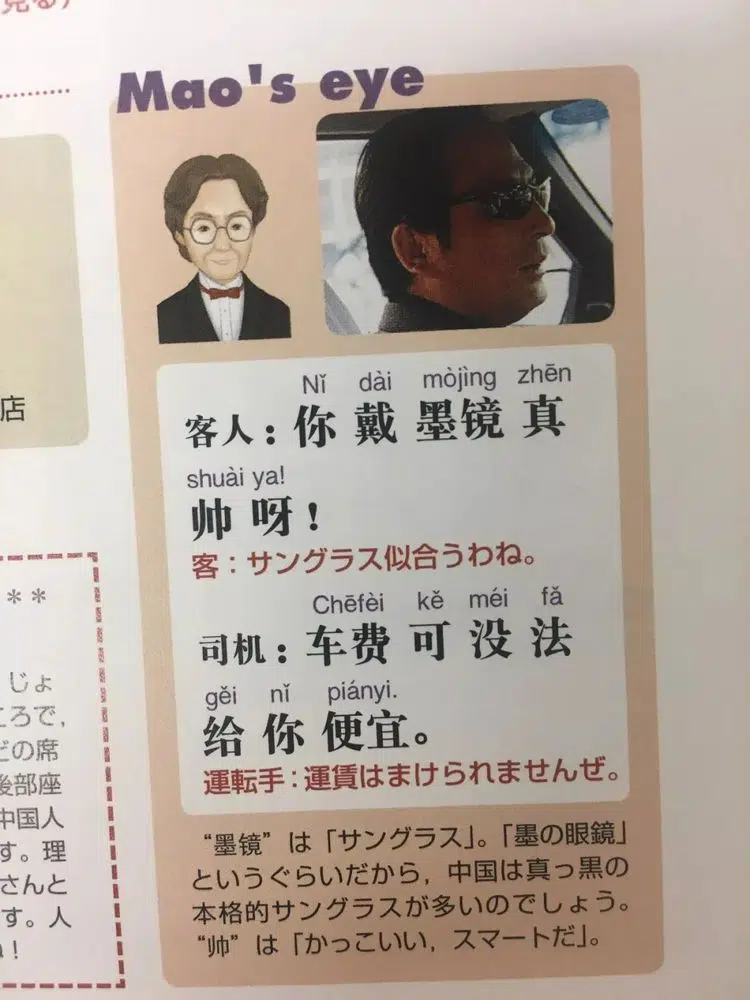 見る)
Mao's eye
Nǐ dài mòjìng zhēn
客人：你 戴 墨镜 真
shuài ya!
帅 呀！
客：サングラス似合うわね。
Chēfèi kě méi fǎ
司机：车费 可 没 法
gěi nǐ piányi.
给 你 便宜。
運転手：運賃はまけられませんぜ。
“墨镜”は「サングラス」。「墨の眼鏡」
というぐらいだから，中国は真っ黒の
本格的サングラスが多いのでしょう。
“帅”は「かっこいい，スマートだ」。
店
＊＊
じょ
ころで，
どの席
後部座
中国人
す。理
さんと
す。人
！